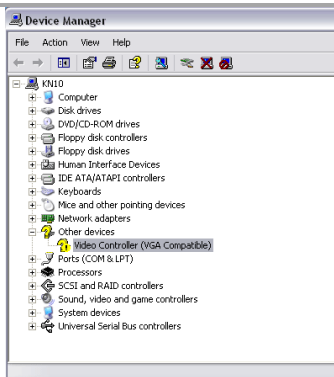 Device Manager
File Action View Help
KN10
Computer
Disk drives
DVD/CD-ROM drives
Floppy disk controllers
Floppy disk drives
Human Interface Devices
IDE ATA/ATAPI controllers
Keyboards
Mice and other pointing devices
Network adapters
Other devices
Video Controller (VGA Compatible)
Ports (COM & LPT)
Processors
SCSI and RAID controllers
Sound, video and game controllers
System devices
Universal Serial Bus controllers